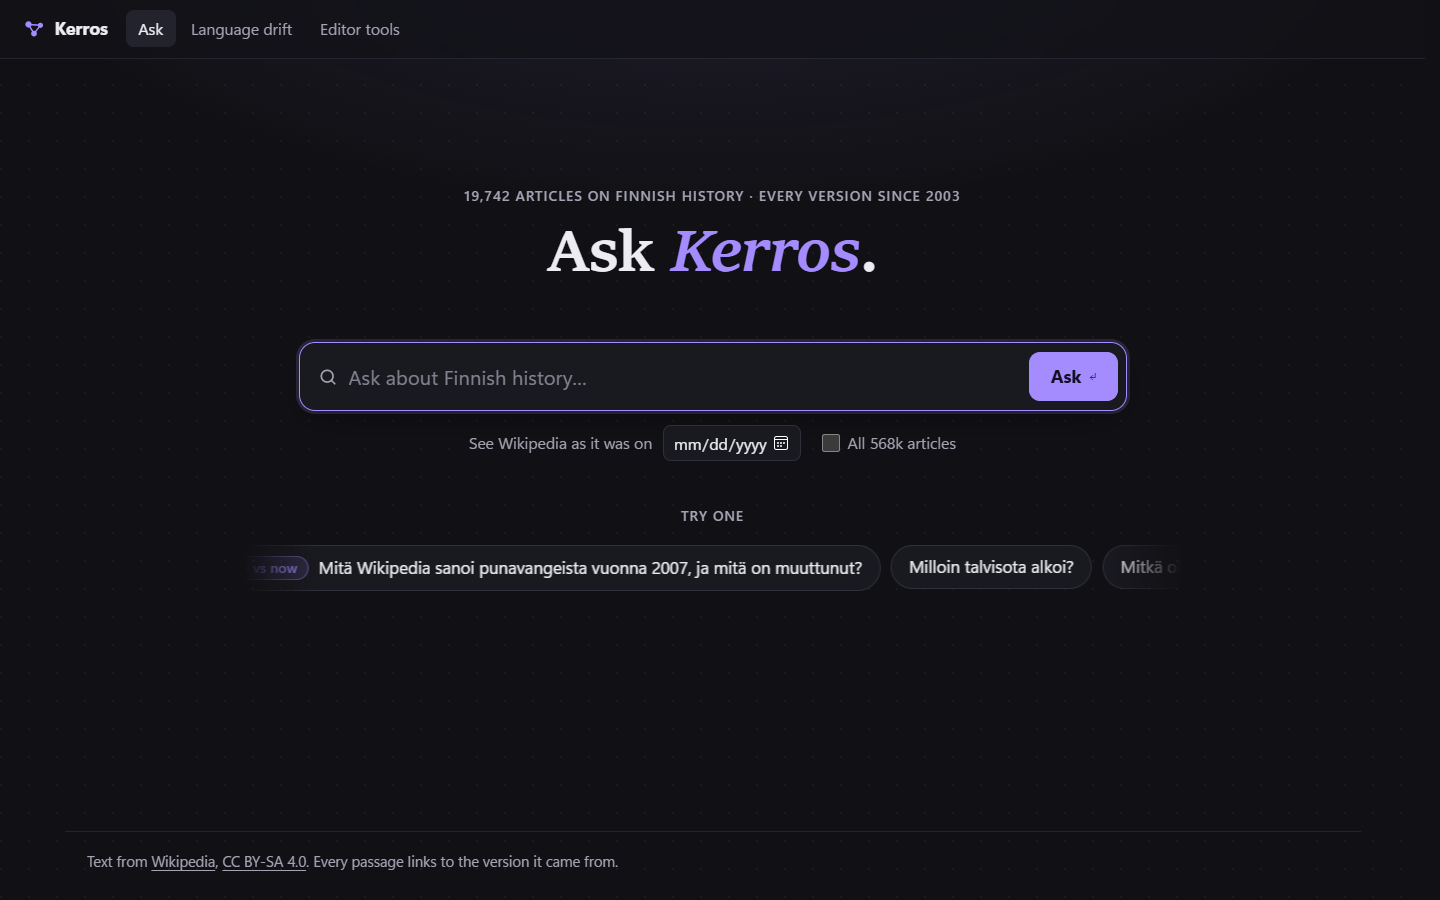 Kerros Ask Language drift Editor tools
19,742 ARTICLES ON FINNISH HISTORY · EVERY VERSION SINCE 2003
Ask Kerros.
Ask about Finnish history... Ask ↲
See Wikipedia as it was on mm/dd/yyyy All 568k articles
TRY ONE
vs now Mitä Wikipedia sanoi punavangeista vuonna 2007, ja mitä on muuttunut? Milloin talvisota alkoi? Mitkä
Text from Wikipedia, CC BY-SA 4.0. Every passage links to the version it came from.